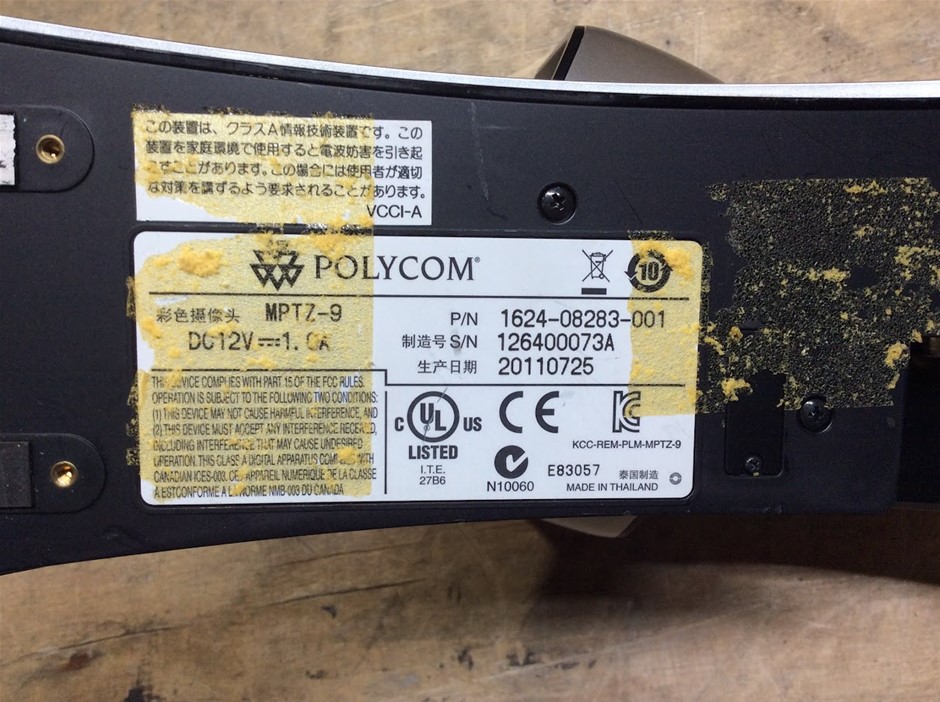 この装置は、クラスA情報技術装置です。この
装置を家庭環境で使用すると電波妨害を引き起
こすことがあります。この場合には使用者が適切
な対策を講ずるよう要求されることがあります。
VCCI-A
POLYCOM®
10
彩色摄像头 MPTZ-9
DC12V⎓1.0A
P/N 1624-08283-001
制造号 S/N 126400073A
生产日期 20110725
THIS DEVICE COMPLIES WITH PART 15 OF THE FCC RULES.
OPERATION IS SUBJECT TO THE FOLLOWING TWO CONDITIONS:
(1) THIS DEVICE MAY NOT CAUSE HARMFUL INTERFERENCE, AND
(2) THIS DEVICE MUST ACCEPT ANY INTERFERENCE RECEIVED,
INCLUDING INTERFERENCE THAT MAY CAUSE UNDESIRED
OPERATION. THIS CLASS A DIGITAL APPARATUS COMPLIES WITH
CANADIAN ICES-003. CET APPAREIL NUMERIQUE DE LA CLASSE
A EST CONFORME A LA NORME NMB-003 DU CANADA
C UL US
LISTED
I.T.E.
27B6
CE
N10060
KCC-REM-PLM-MPTZ-9
E83057
泰国制造
MADE IN THAILAND